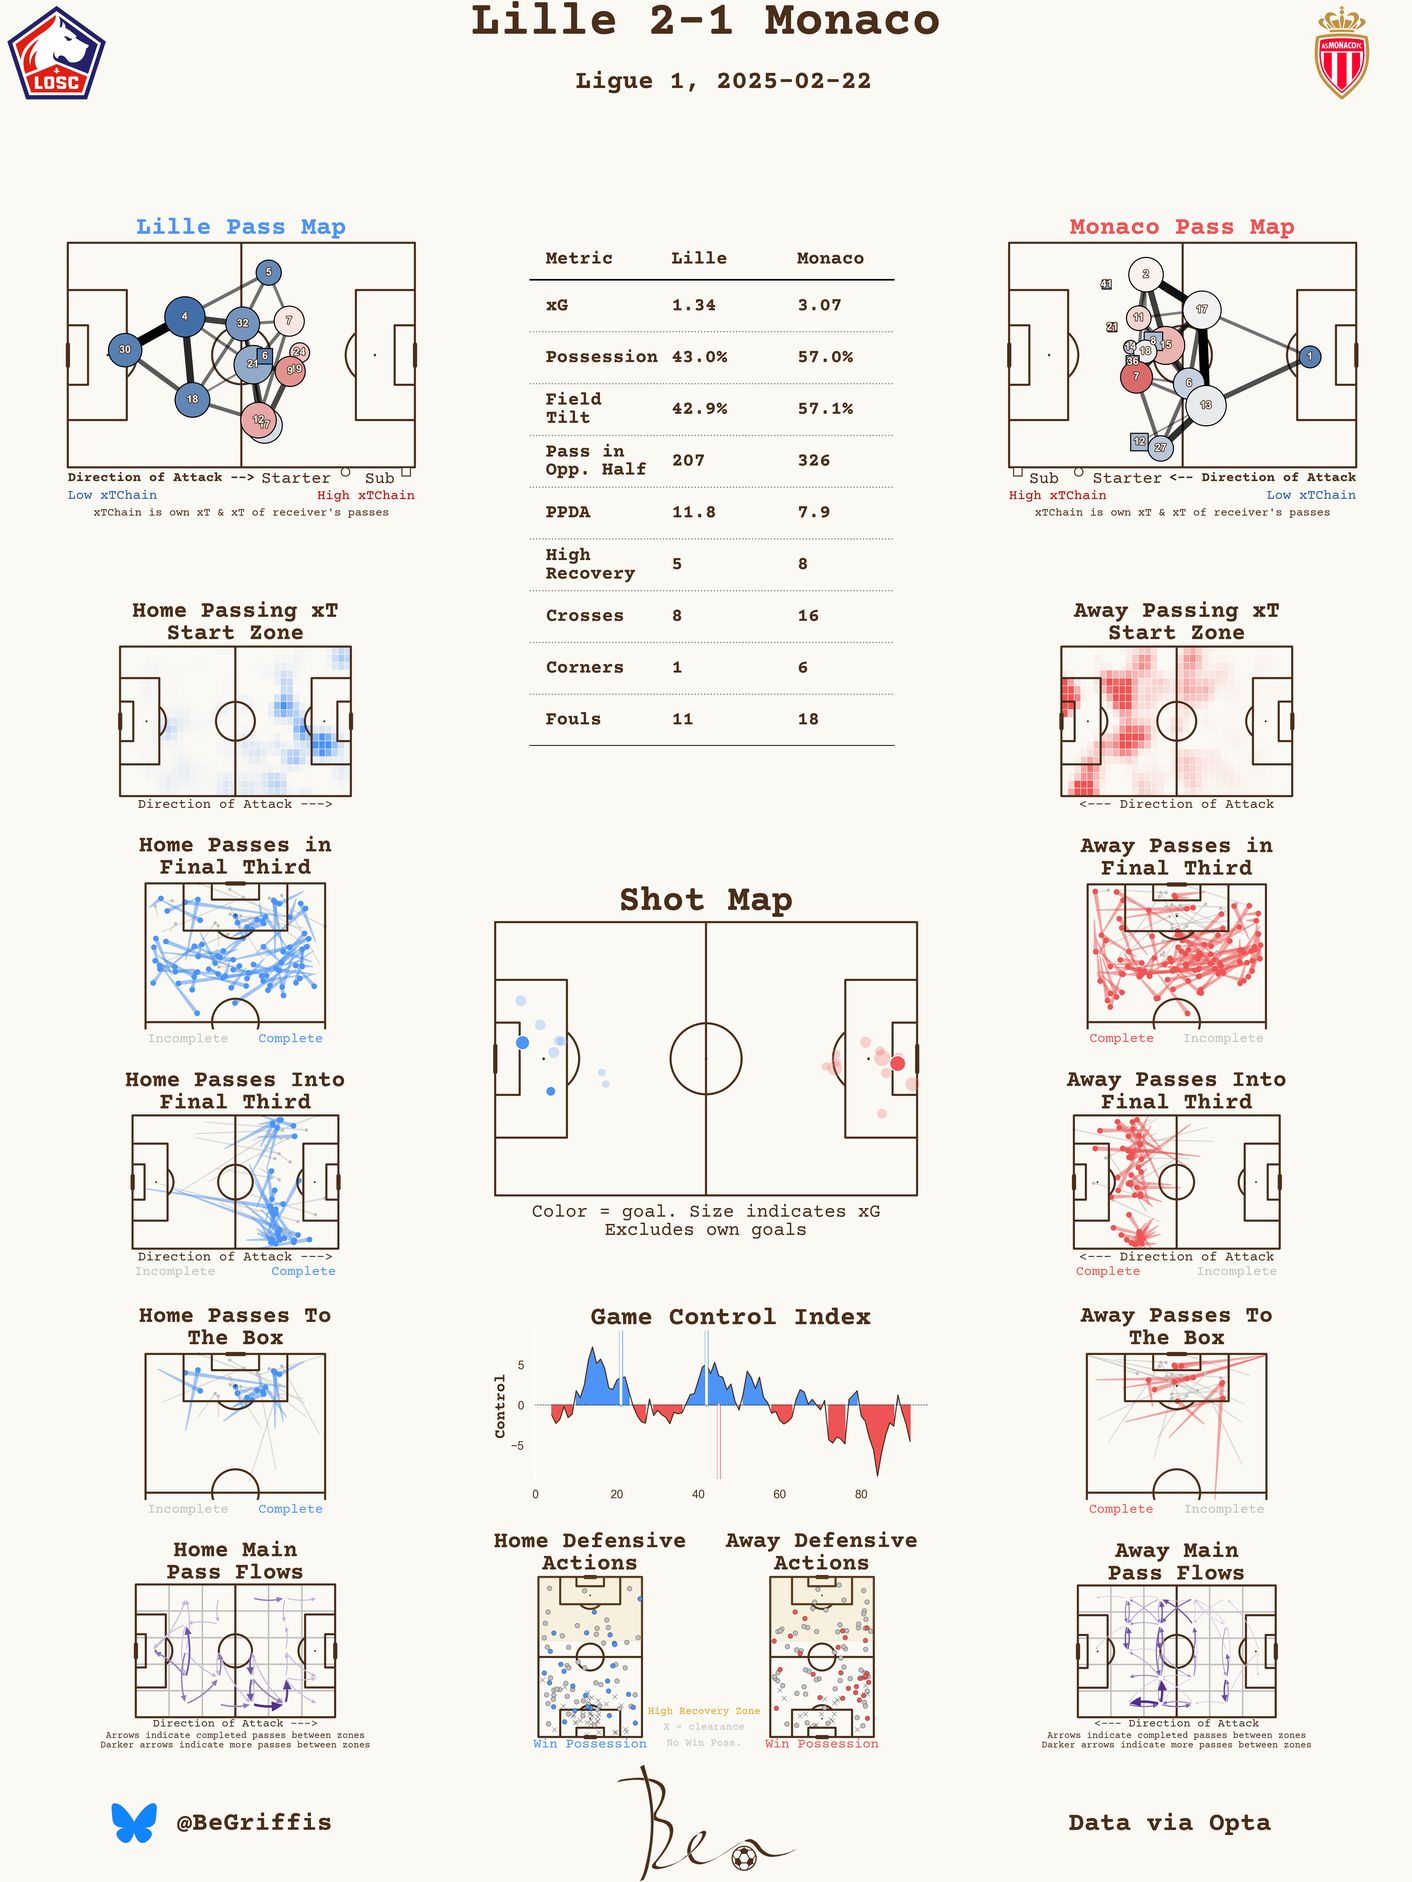 Lille 2-1 Monaco
Ligue 1, 2025-02-22
LOSC
AS MONACO FC
Lille Pass Map
30
4
18
5
32
7
21
6
24
9
19
12
17
Direction of Attack --> Starter Sub
Low xTChain High xTChain
xTChain is own xT & xT of receiver's passes
Metric Lille Monaco
xG 1.34 3.07
Possession 43.0% 57.0%
Field
Tilt 42.9% 57.1%
Pass in
Opp. Half 207 326
PPDA 11.8 7.9
High
Recovery 5 8
Crosses 8 16
Corners 1 6
Fouls 11 18
Monaco Pass Map
41
2
11
17
21
14
8
15
18
36
7
6
13
1
12
27
Sub Starter <-- Direction of Attack
High xTChain Low xTChain
xTChain is own xT & xT of receiver's passes
Home Passing xT
Start Zone
Direction of Attack --->
Away Passing xT
Start Zone
<--- Direction of Attack
Home Passes in
Final Third
Incomplete Complete
Away Passes in
Final Third
Complete Incomplete
Shot Map
Color = goal. Size indicates xG
Excludes own goals
Home Passes Into
Final Third
Direction of Attack --->
Incomplete Complete
Away Passes Into
Final Third
<--- Direction of Attack
Complete Incomplete
Home Passes To
The Box
Incomplete Complete
Game Control Index
Control
5
0
−5
0 20 40 60 80
Away Passes To
The Box
Complete Incomplete
Home Main
Pass Flows
Direction of Attack --->
Arrows indicate completed passes between zones
Darker arrows indicate more passes between zones
Home Defensive
Actions
Win Possession
Away Defensive
Actions
Win Possession
High Recovery Zone
X = clearance
No Win Poss.
Away Main
Pass Flows
<--- Direction of Attack
Arrows indicate completed passes between zones
Darker arrows indicate more passes between zones
@BeGriffis
Ben
Data via Opta